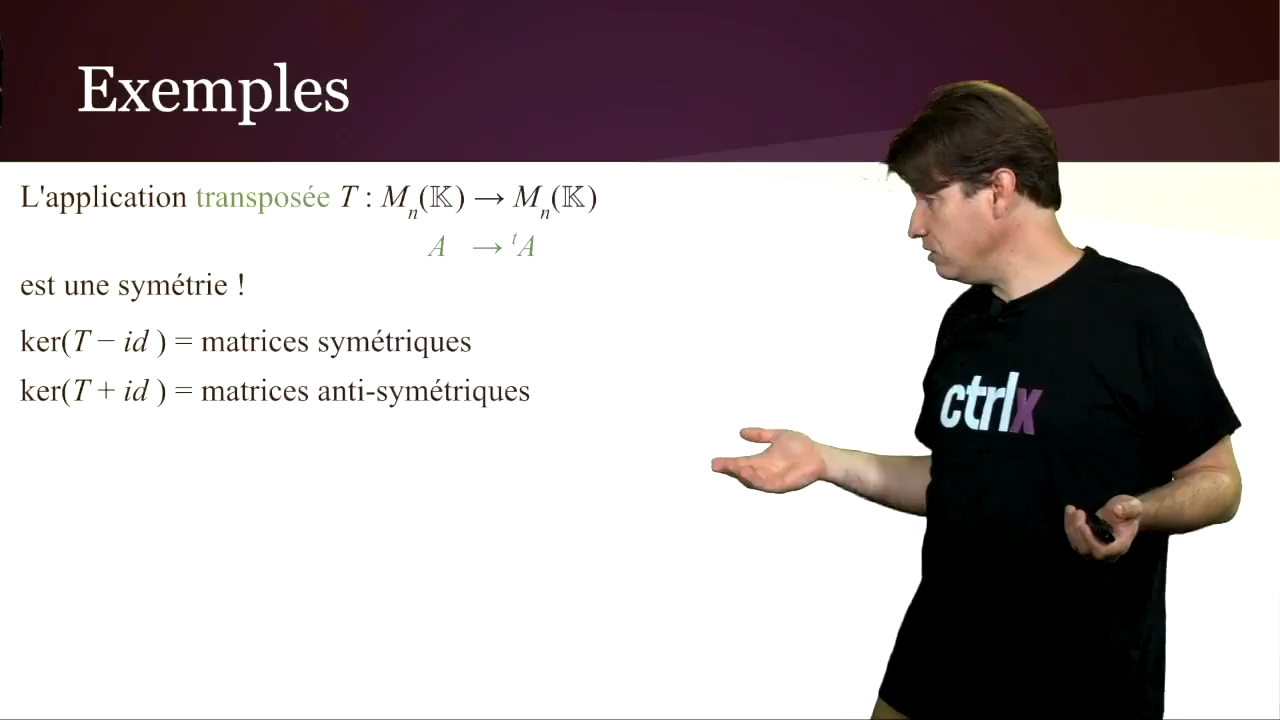 Exemples
L'application transposée T : Mₙ(𝕂) → Mₙ(𝕂)
A → ᵗA
est une symétrie !
ker(T − id ) = matrices symétriques
ker(T + id ) = matrices anti-symétriques
ctrlx